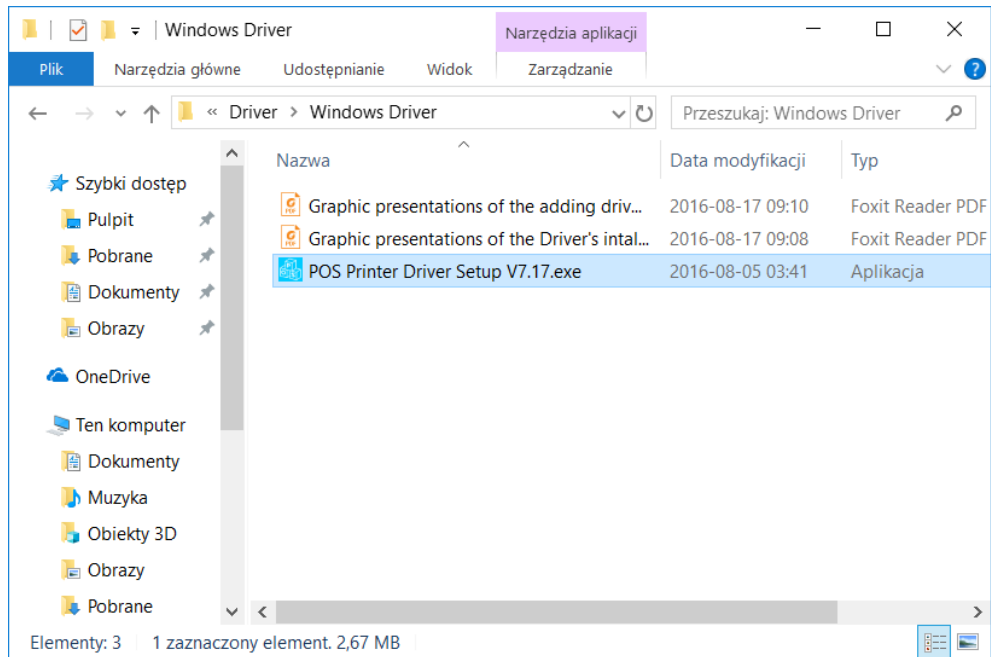 Windows Driver
Narzędzia aplikacji
Plik Narzędzia główne Udostępnianie Widok Zarządzanie
« Driver > Windows Driver Przeszukaj: Windows Driver
Nazwa Data modyfikacji Typ
Szybki dostęp
Pulpit
Pobrane
Dokumenty
Obrazy
OneDrive
Ten komputer
Dokumenty
Muzyka
Obiekty 3D
Obrazy
Pobrane
Graphic presentations of the adding driv... 2016-08-17 09:10 Foxit Reader PDF
Graphic presentations of the Driver's intal... 2016-08-17 09:08 Foxit Reader PDF
POS Printer Driver Setup V7.17.exe 2016-08-05 03:41 Aplikacja
Elementy: 3 1 zaznaczony element. 2,67 MB